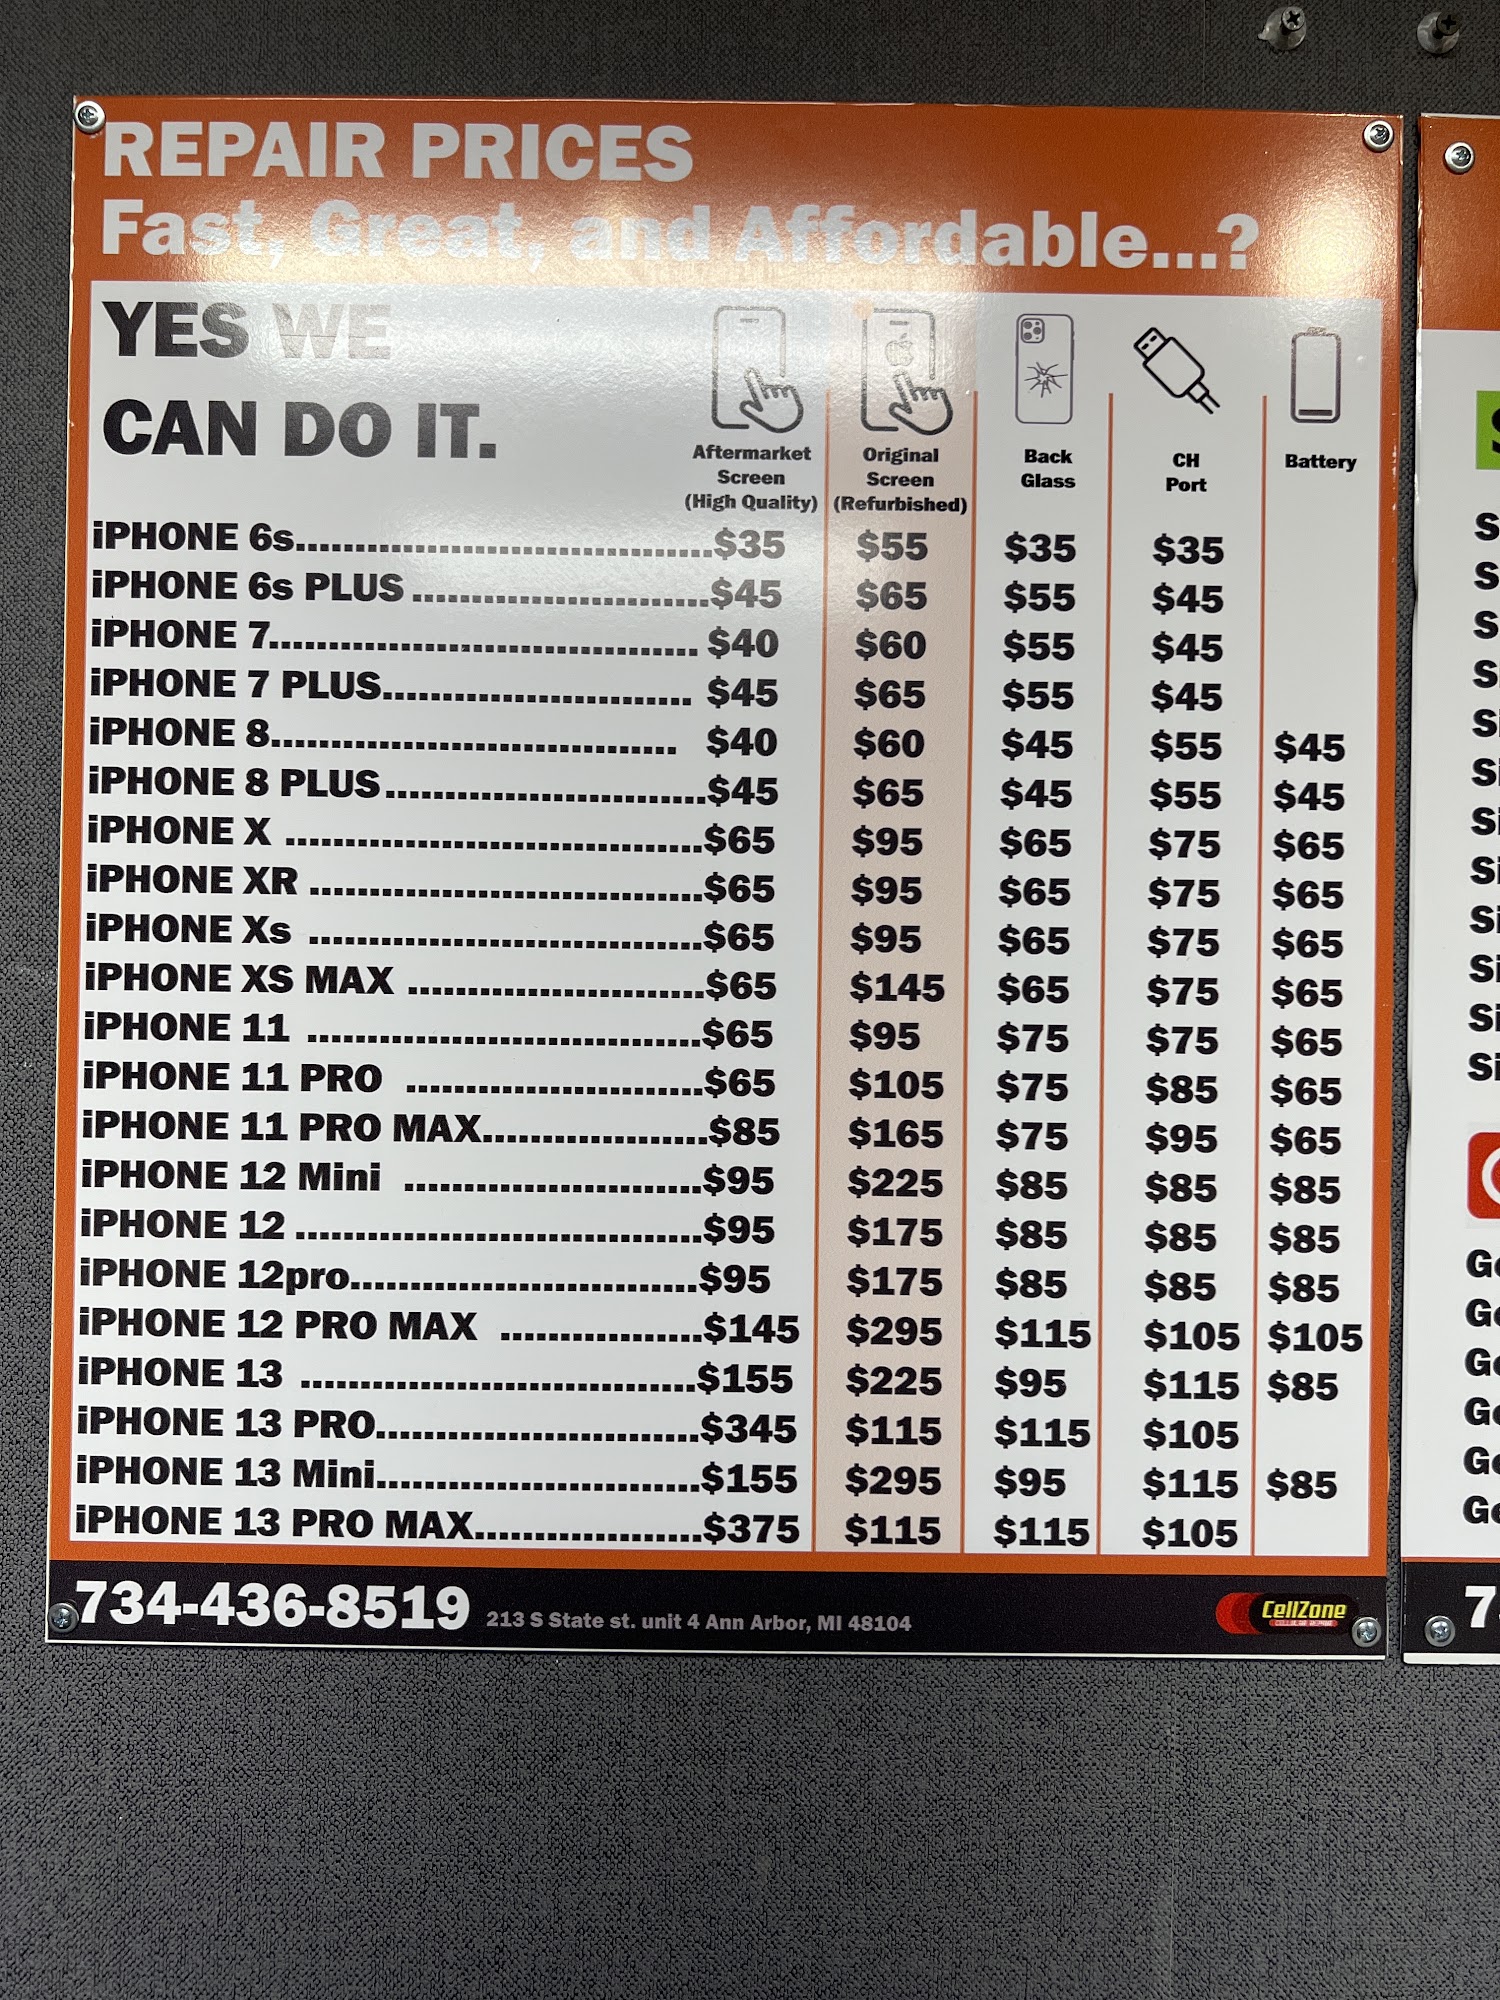 REPAIR PRICES
Fast, Great, and Affordable...?
YES WE
CAN DO IT.
Aftermarket Screen (High Quality)
Original Screen (Refurbished)
Back Glass
CH Port
Battery
iPHONE 6s $35 $55 $35 $35
iPHONE 6s PLUS $45 $65 $55 $45
iPHONE 7 $40 $60 $55 $45
iPHONE 7 PLUS $45 $65 $55 $45
iPHONE 8 $40 $60 $45 $55 $45
iPHONE 8 PLUS $45 $65 $45 $55 $45
iPHONE X $65 $95 $65 $75 $65
iPHONE XR $65 $95 $65 $75 $65
iPHONE Xs $65 $95 $65 $75 $65
iPHONE XS MAX $65 $145 $65 $75 $65
iPHONE 11 $65 $95 $75 $75 $65
iPHONE 11 PRO $65 $105 $75 $85 $65
iPHONE 11 PRO MAX $85 $165 $75 $95 $65
iPHONE 12 Mini $95 $225 $85 $85 $85
iPHONE 12 $95 $175 $85 $85 $85
iPHONE 12pro $95 $175 $85 $85 $85
iPHONE 12 PRO MAX $145 $295 $115 $105 $105
iPHONE 13 $155 $225 $95 $115 $85
iPHONE 13 PRO $345 $115 $115 $105
iPHONE 13 Mini $155 $295 $95 $115 $85
iPHONE 13 PRO MAX $375 $115 $115 $105
734-436-8519 213 S State st. unit 4 Ann Arbor, MI 48104
CellZone